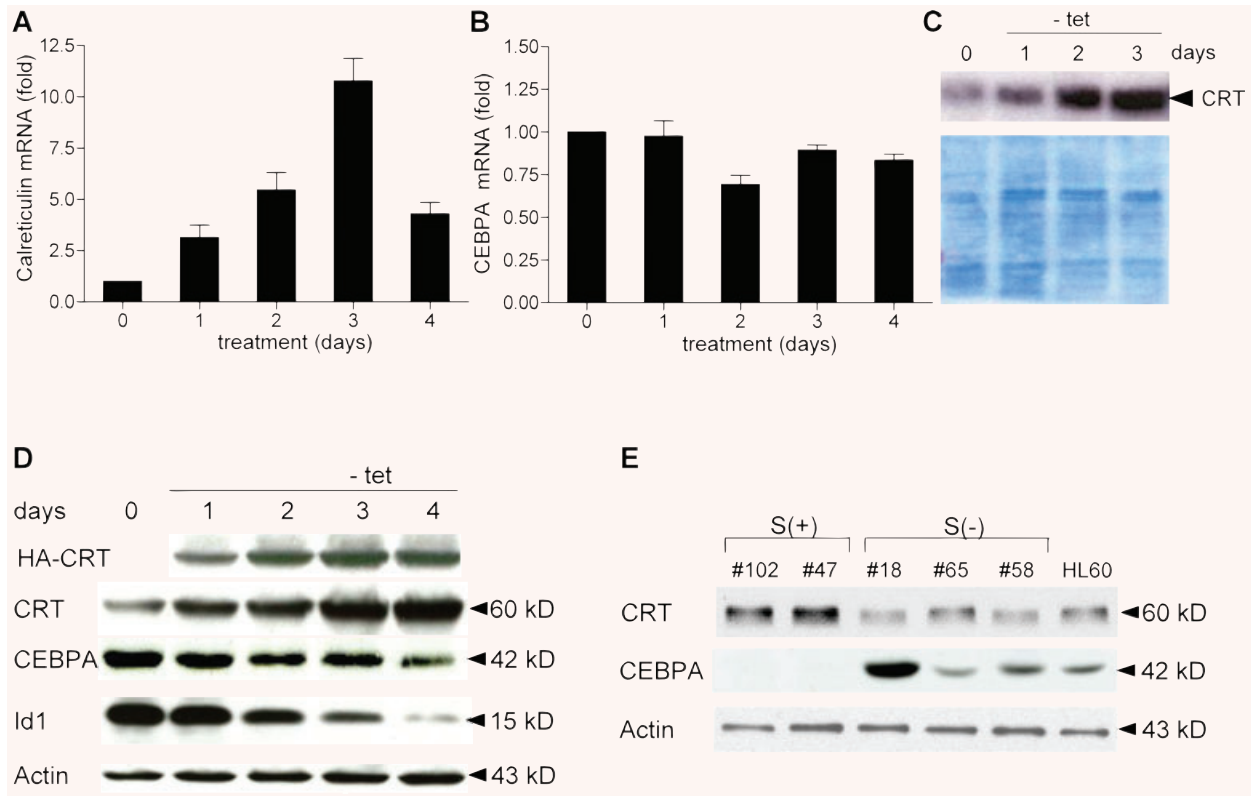 A
Calreticulin mRNA (fold)
12.5
10.0
7.5
5.0
2.5
0.0
0 1 2 3 4
treatment (days)
B
CEBPA mRNA (fold)
1.50
1.25
1.00
0.75
0.50
0.25
0.00
0 1 2 3 4
treatment (days)
C
- tet
0 1 2 3 days
CRT
D
- tet
days 0 1 2 3 4
HA-CRT
CRT 60 kD
CEBPA 42 kD
Id1 15 kD
Actin 43 kD
E
S(+) S(-)
#102 #47 #18 #65 #58 HL60
CRT 60 kD
CEBPA 42 kD
Actin 43 kD